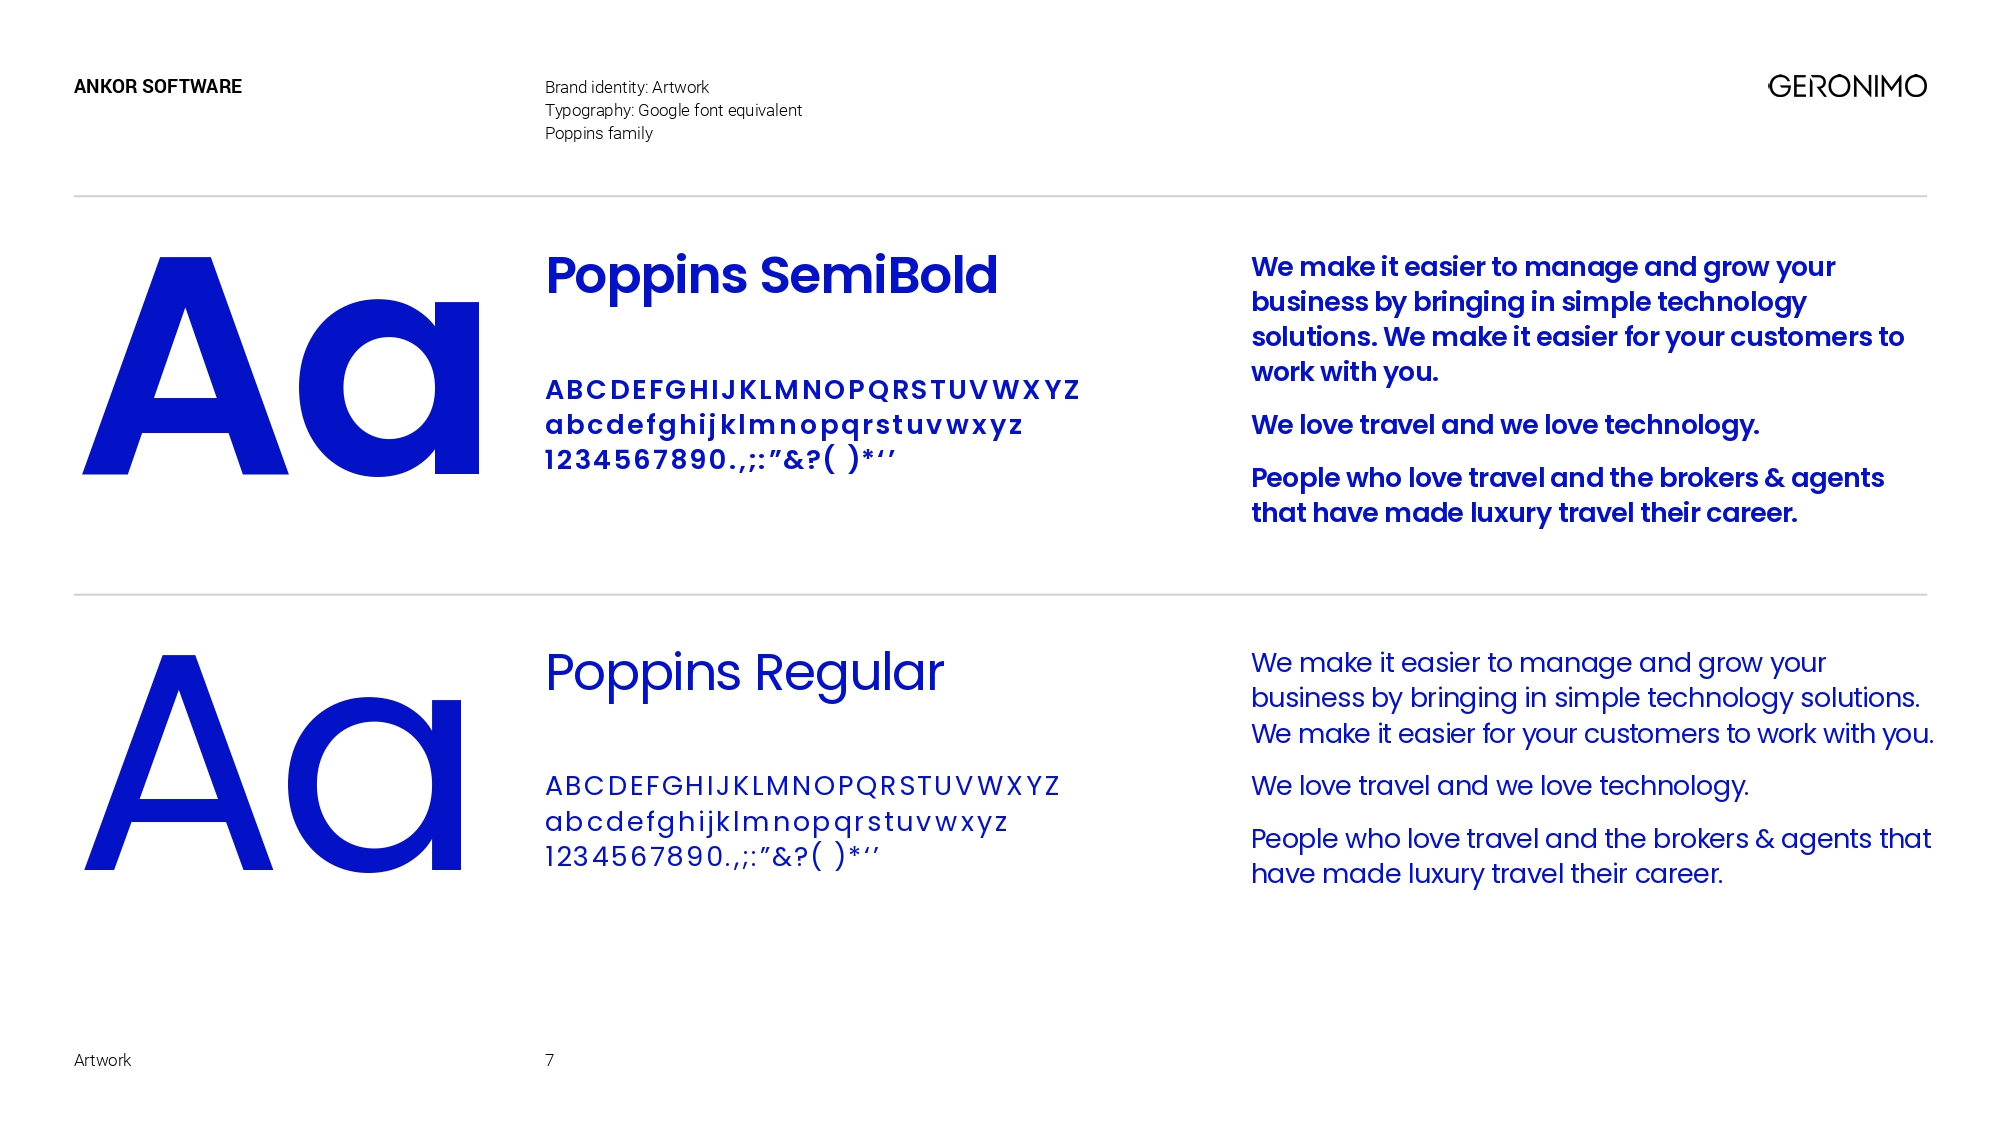 ANKOR SOFTWARE
Brand identity: Artwork
Typography: Google font equivalent
Poppins family
GERONIMO
Aa
Poppins SemiBold
ABCDEFGHIJKLMNOPQRSTUVWXYZ
abcdefghijklmnopqrstuvwxyz
1234567890.,;:”&?( )*‘’
We make it easier to manage and grow your
business by bringing in simple technology
solutions. We make it easier for your customers to
work with you.
We love travel and we love technology.
People who love travel and the brokers & agents
that have made luxury travel their career.
Aa
Poppins Regular
ABCDEFGHIJKLMNOPQRSTUVWXYZ
abcdefghijklmnopqrstuvwxyz
1234567890.,;:”&?( )*‘’
We make it easier to manage and grow your
business by bringing in simple technology solutions.
We make it easier for your customers to work with you.
We love travel and we love technology.
People who love travel and the brokers & agents that
have made luxury travel their career.
Artwork
7